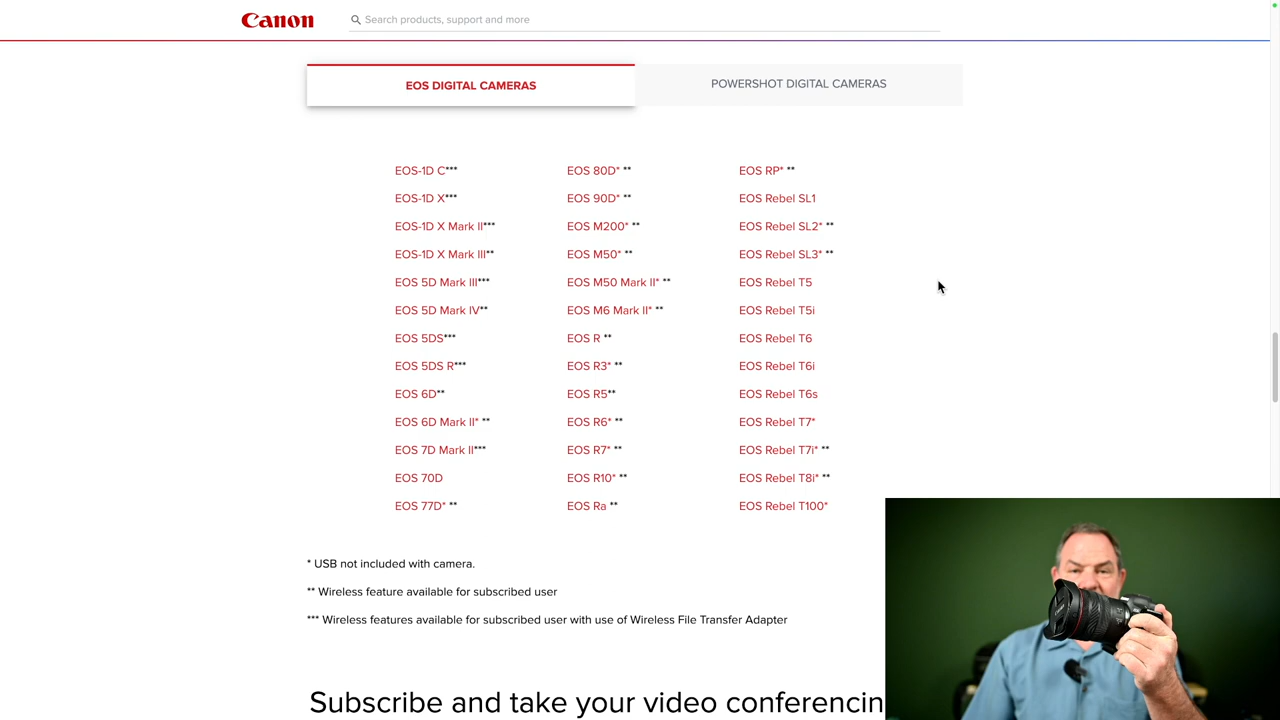 Canon
Search products, support and more
EOS DIGITAL CAMERAS
POWERSHOT DIGITAL CAMERAS
EOS-1D C***
EOS-1D X***
EOS-1D X Mark II***
EOS-1D X Mark III**
EOS 5D Mark III***
EOS 5D Mark IV**
EOS 5DS***
EOS 5DS R***
EOS 6D**
EOS 6D Mark II* **
EOS 7D Mark II***
EOS 70D
EOS 77D* **
EOS 80D* **
EOS 90D* **
EOS M200* **
EOS M50* **
EOS M50 Mark II* **
EOS M6 Mark II* **
EOS R **
EOS R3* **
EOS R5**
EOS R6* **
EOS R7* **
EOS R10* **
EOS Ra **
EOS RP* **
EOS Rebel SL1
EOS Rebel SL2* **
EOS Rebel SL3* **
EOS Rebel T5
EOS Rebel T5i
EOS Rebel T6
EOS Rebel T6i
EOS Rebel T6s
EOS Rebel T7*
EOS Rebel T7i* **
EOS Rebel T8i* **
EOS Rebel T100*
* USB not included with camera.
** Wireless feature available for subscribed user
*** Wireless features available for subscribed user with use of Wireless File Transfer Adapter
Subscribe and take your video conferencin